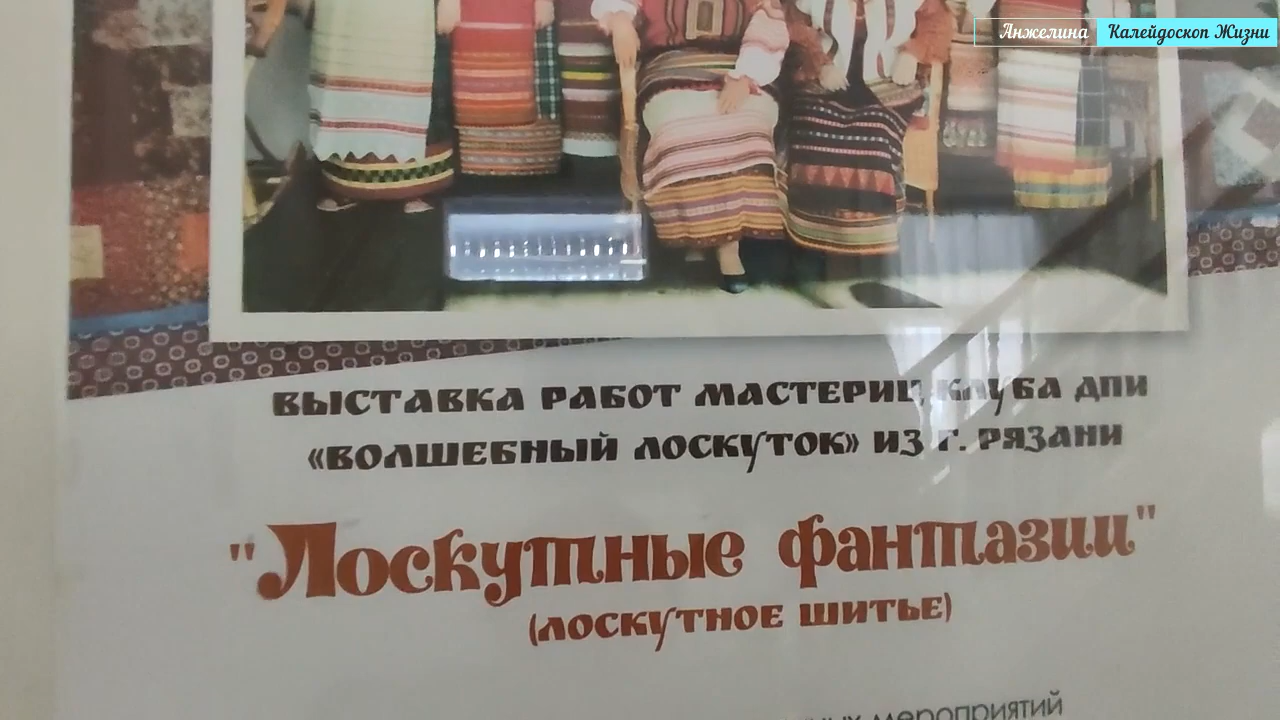 Анжелина Калейдоскоп Жизни
ВЫСТАВКА РАБОТ МАСТЕРИЦ КЛУБА ДПИ
«ВОЛШЕБНЫЙ ЛОСКУТОК» ИЗ Г. РЯЗАНИ
"Лоскутные фантазии"
(ЛОСКУТНОЕ ШИТЬЕ)
мероприятий